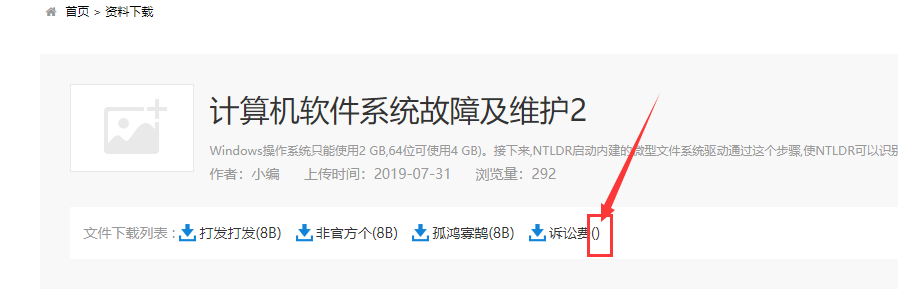 首页 > 资料下载
计算机软件系统故障及维护2
Windows操作系统只能使用2 GB,64位可使用4 GB)。接下来,NTLDR启动内建的微型文件系统驱动通过这个步骤,使NTLDR可以识别
作者：小编 上传时间：2019-07-31 浏览量：292
文件下载列表 : 打发打发(8B) 非官方个(8B) 孤鸿寡鹄(8B) 诉讼费()